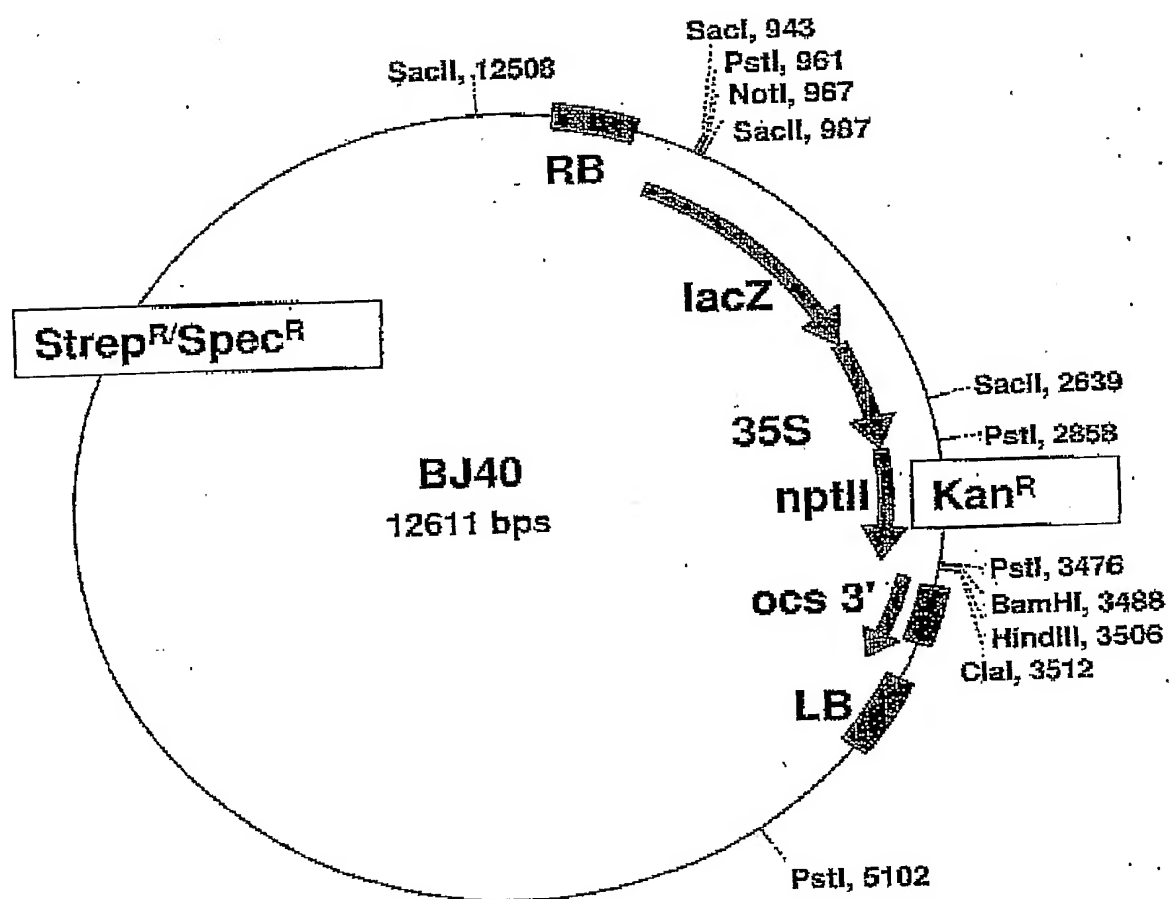 SacI, 943
PstI, 961
NotI, 967
SacII, 987
SacII, 12508
RB
lacZ
Strep^R/Spec^R
SacII, 2639
PstI, 2858
35S
nptII
Kan^R
BJ40
12611 bps
PstI, 3476
BamHI, 3488
HindIII, 3506
ClaI, 3512
ocs 3'
LB
PstI, 5102